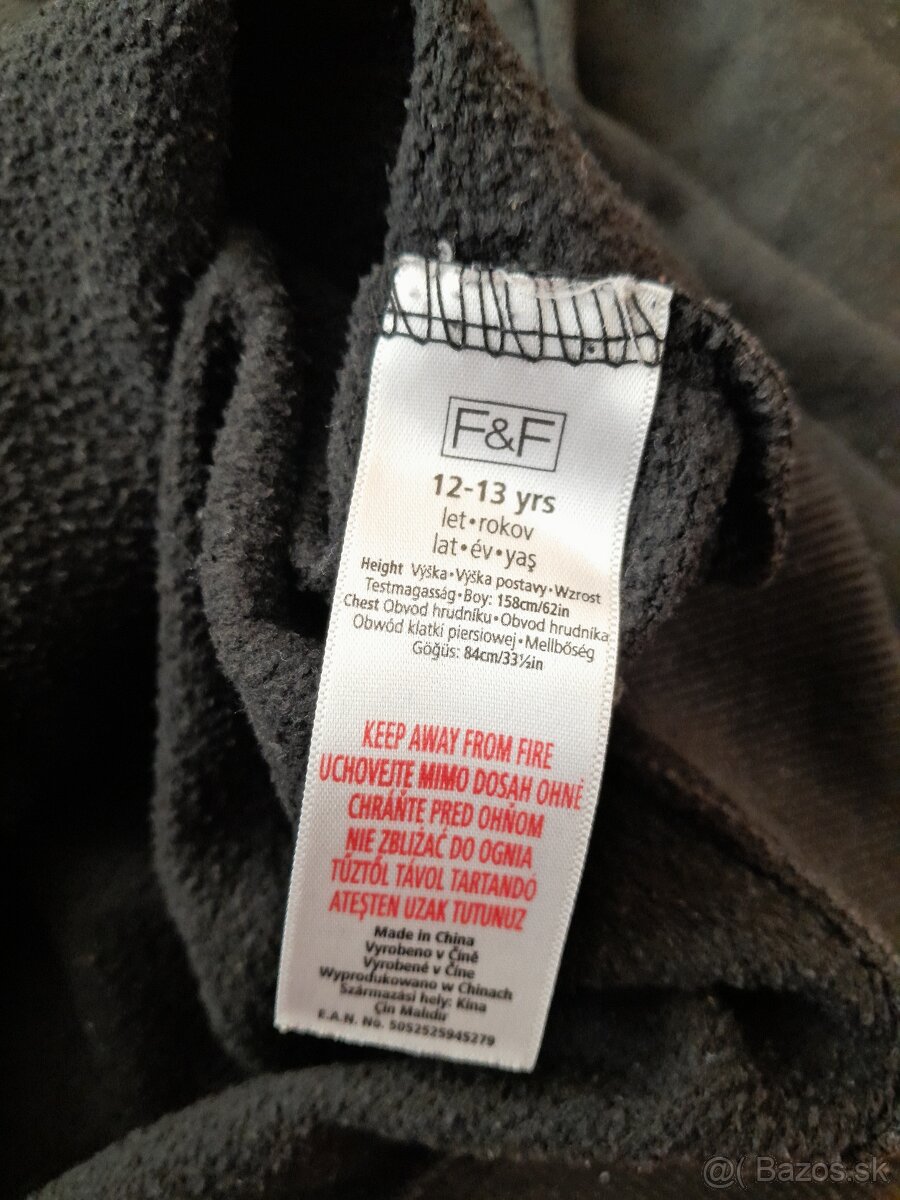 F&F
12-13 yrs
let•rokov
lat•év•yaş
Height Výška•Výška postavy•Wzrost
Testmagasság•Boy: 158cm/62in
Chest Obvod hrudníku•Obvod hrudníka
Obwód klatki piersiowej•Mellbőség
Göğüs: 84cm/33½in
KEEP AWAY FROM FIRE
UCHOVEJTE MIMO DOSAH OHNĚ
CHRÁŇTE PRED OHŇOM
NIE ZBLIŻAĆ DO OGNIA
TŰZTŐL TÁVOL TARTANDO
ATEŞTEN UZAK TUTUNUZ
Made in China
Vyrobeno v Číně
Vyrobené v Číne
Wyprodukowano w Chinach
Származási hely: Kína
Çin Malıdır
E.A.N. No. 5052525945279
@( Bazos.sk